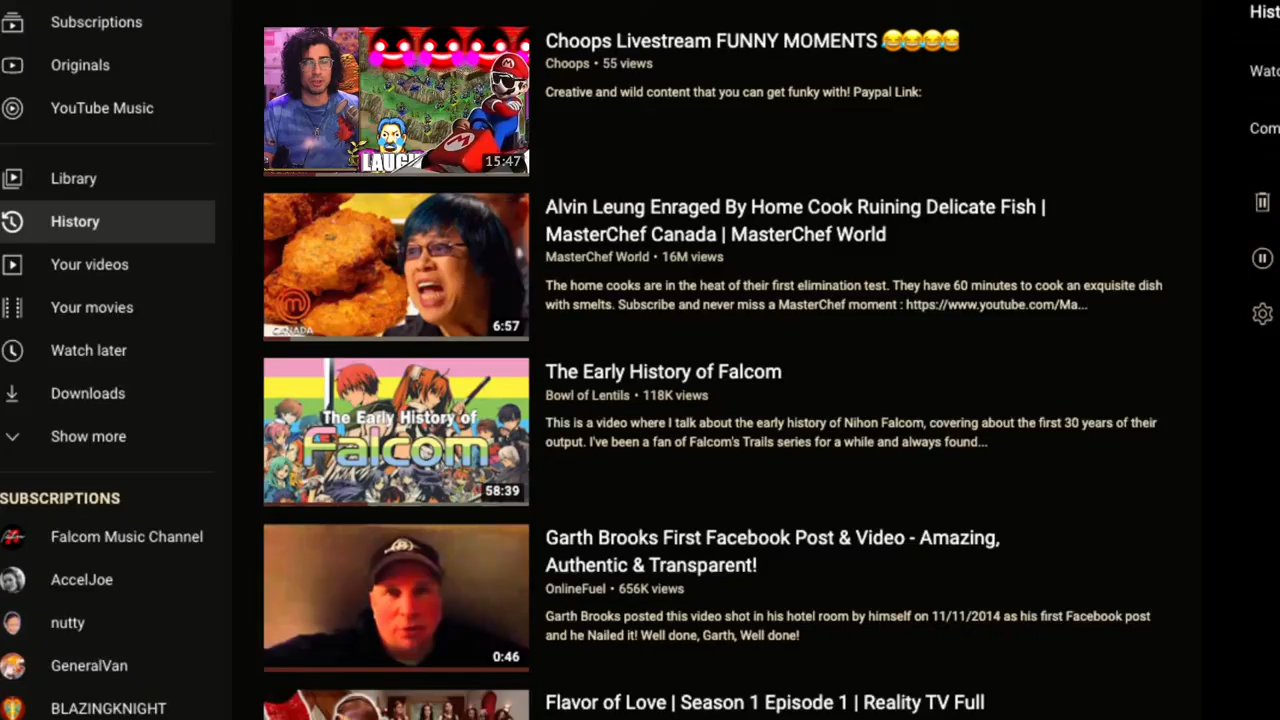 Subscriptions
Originals
YouTube Music
Library
History
Your videos
Your movies
Watch later
Downloads
Show more
SUBSCRIPTIONS
Falcom Music Channel
AccelJoe
nutty
GeneralVan
BLAZINGKNIGHT
LAUGH
15:47
Choops Livestream FUNNY MOMENTS 😂😂😂😂
Choops • 55 views
Creative and wild content that you can get funky with! Paypal Link:
CANADA
6:57
Alvin Leung Enraged By Home Cook Ruining Delicate Fish |
MasterChef Canada | MasterChef World
MasterChef World • 16M views
The home cooks are in the heat of their first elimination test. They have 60 minutes to cook an exquisite dish
with smelts. Subscribe and never miss a MasterChef moment : https://www.youtube.com/Ma...
The Early History of
Falcom
58:39
The Early History of Falcom
Bowl of Lentils • 118K views
This is a video where I talk about the early history of Nihon Falcom, covering about the first 30 years of their
output. I've been a fan of Falcom's Trails series for a while and always found...
0:46
Garth Brooks First Facebook Post & Video - Amazing,
Authentic & Transparent!
OnlineFuel • 656K views
Garth Brooks posted this video shot in his hotel room by himself on 11/11/2014 as his first Facebook post
and he Nailed it! Well done, Garth, Well done!
Flavor of Love | Season 1 Episode 1 | Reality TV Full
Hist
Watc
Com